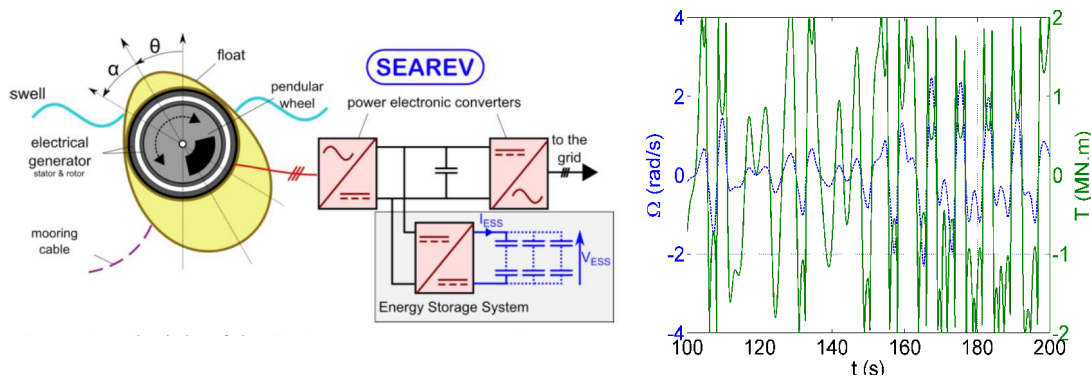 θ
α
float
SEAREV
swell
pendular
wheel
power electronic converters
electrical
generator
stator & rotor
to the
grid
mooring
cable
I_ESS
V_ESS
Energy Storage System
4
2
0
-2
-4
Ω (rad/s)
2
1
0
-1
-2
T (MN.m)
100 120 140 160 180 200
t (s)